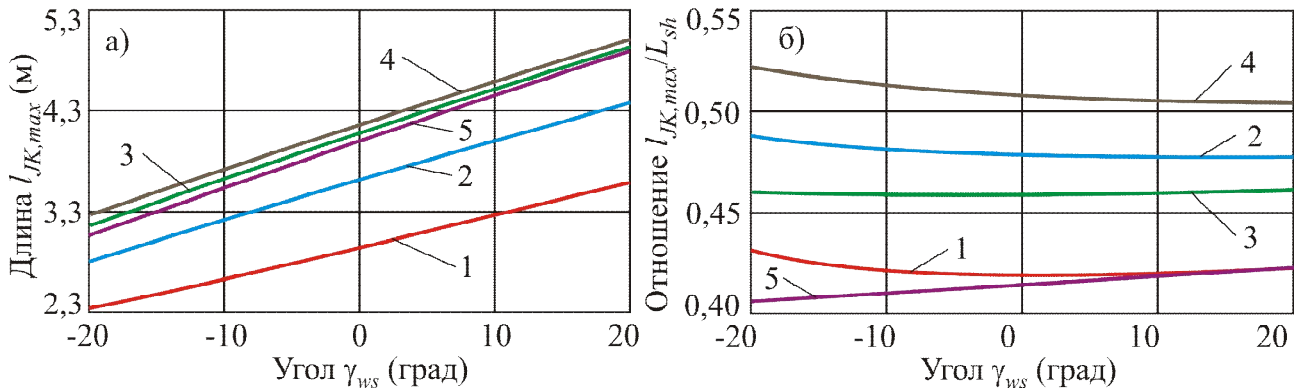 а)
Длина l_JK,max (м)
5,3
4,3
3,3
2,3
4
3
5
2
1
-20 -10 0 10 20
Угол γ_ws (град)
б)
Отношение l_JK,max/L_sh
0,55
0,50
0,45
0,40
4
2
3
1
5
-20 -10 0 10 20
Угол γ_ws (град)